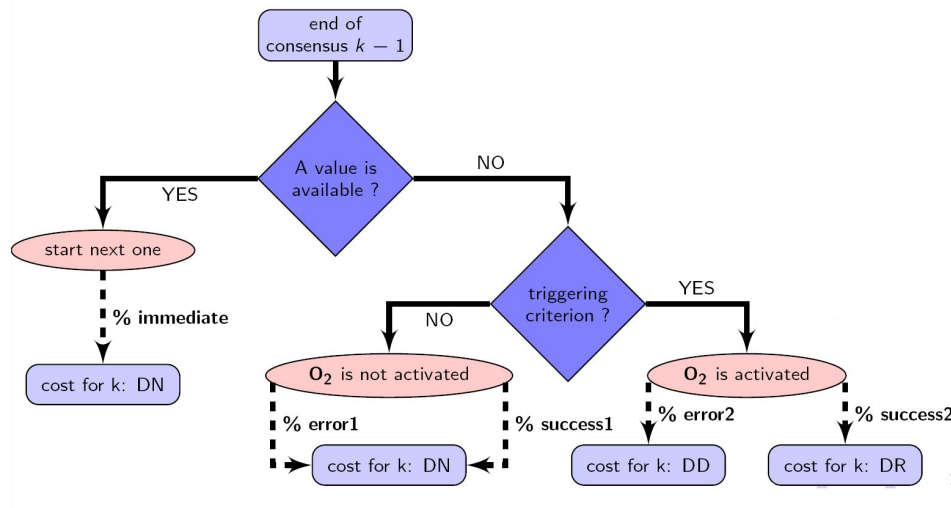 end of
consensus k − 1
A value is
available ?
YES
NO
start next one
% immediate
cost for k: DN
triggering
criterion ?
NO
YES
O₂ is not activated
O₂ is activated
% error1
% success1
% error2
% success2
cost for k: DN
cost for k: DD
cost for k: DR